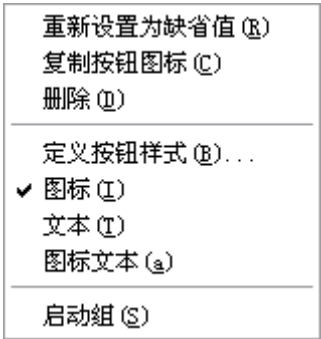 重新设置为缺省值(R)
复制按钮图标(C)
删除(D)
定义按钮样式(B)...
图标(I)
文本(T)
图标文本(a)
启动组(S)